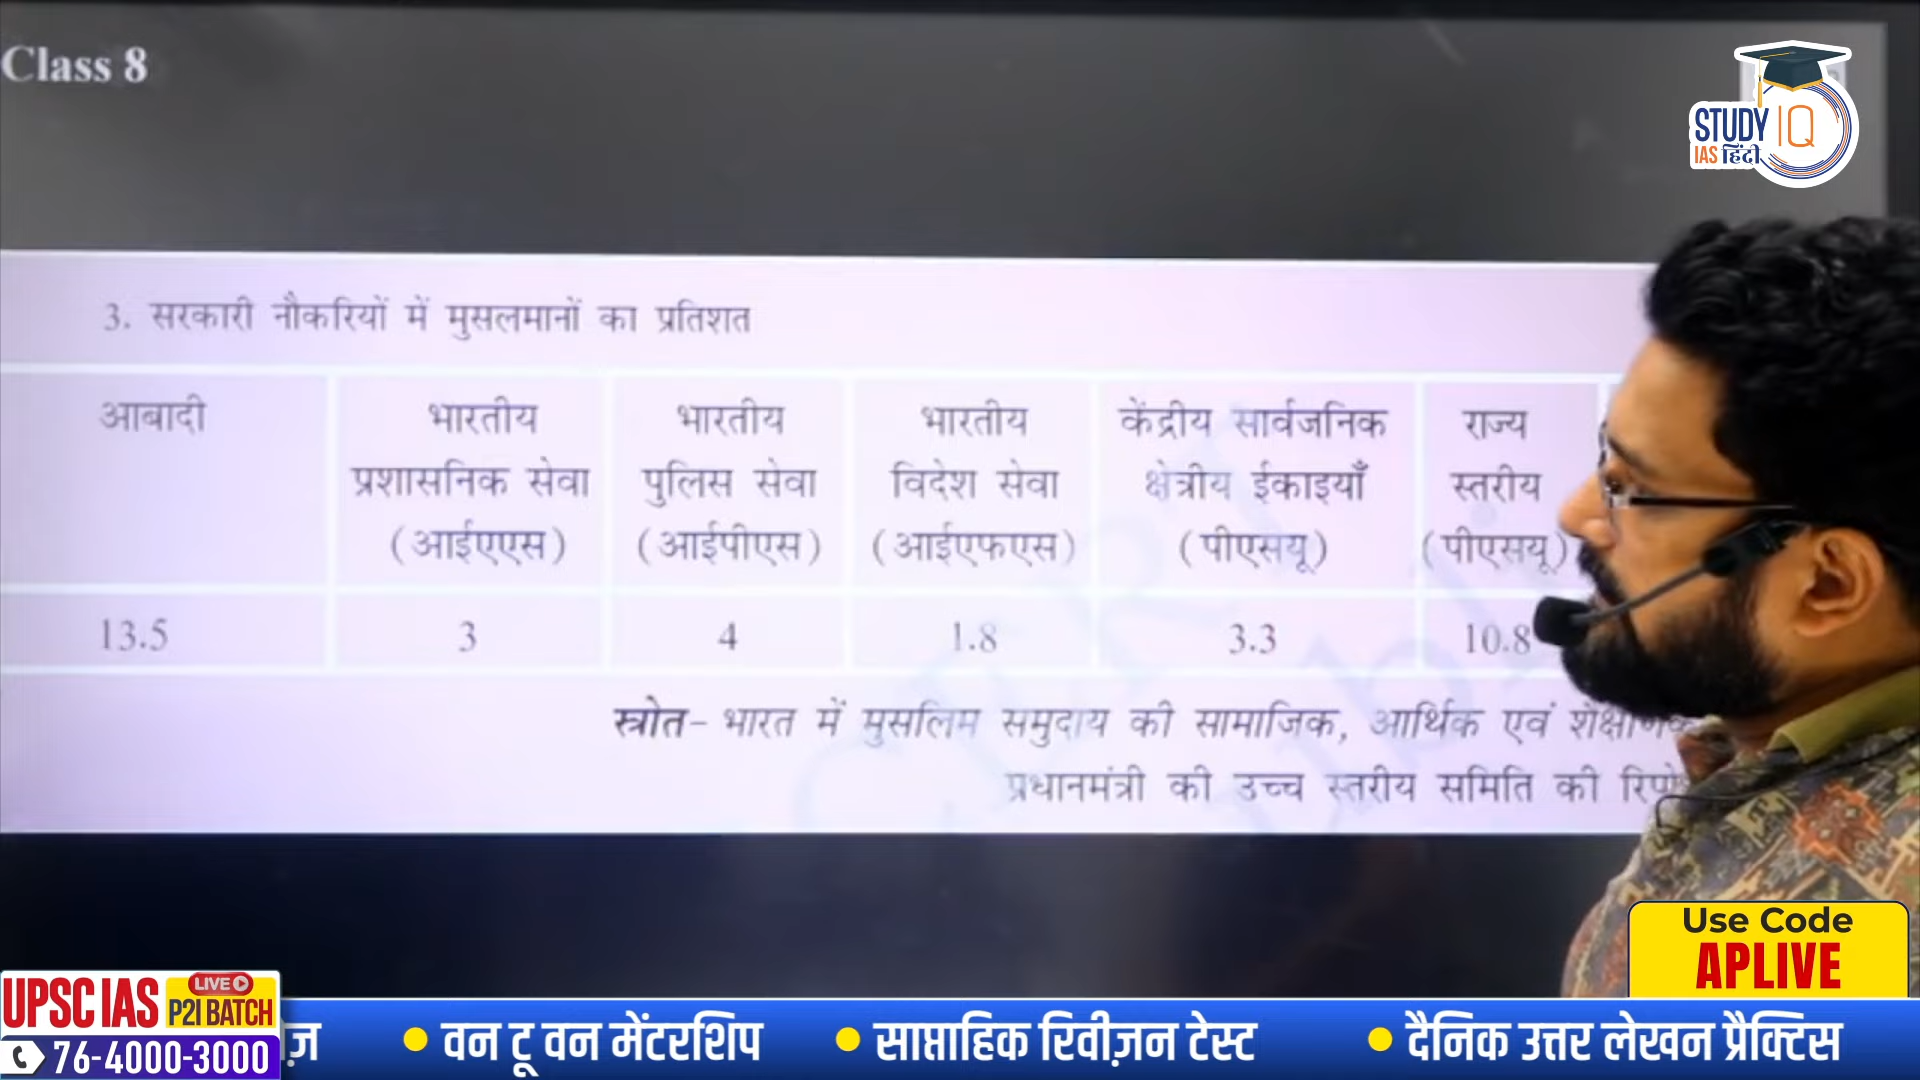 Class 8
STUDY IQ
IAS हिंदी
3. सरकारी नौकरियों में मुसलमानों का प्रतिशत
आबादी
भारतीय
प्रशासनिक सेवा
(आईएएस)
भारतीय
पुलिस सेवा
(आईपीएस)
भारतीय
विदेश सेवा
(आईएफएस)
केंद्रीय सार्वजनिक
क्षेत्रीय ईकाइयाँ
(पीएसयू)
राज्य
स्तरीय
(पीएसयू)
13.5 3 4 1.8 3.3 10.8
स्त्रोत– भारत में मुसलिम समुदाय की सामाजिक, आर्थिक एवं
प्रधानमंत्री की उच्च स्तरीय समिति की
Use Code
APLIVE
UPSC IAS
LIVE
P2I BATCH
76-4000-3000
वन टू वन मेंटरशिप
साप्ताहिक रिवीज़न टेस्ट
दैनिक उत्तर लेखन प्रैक्टिस